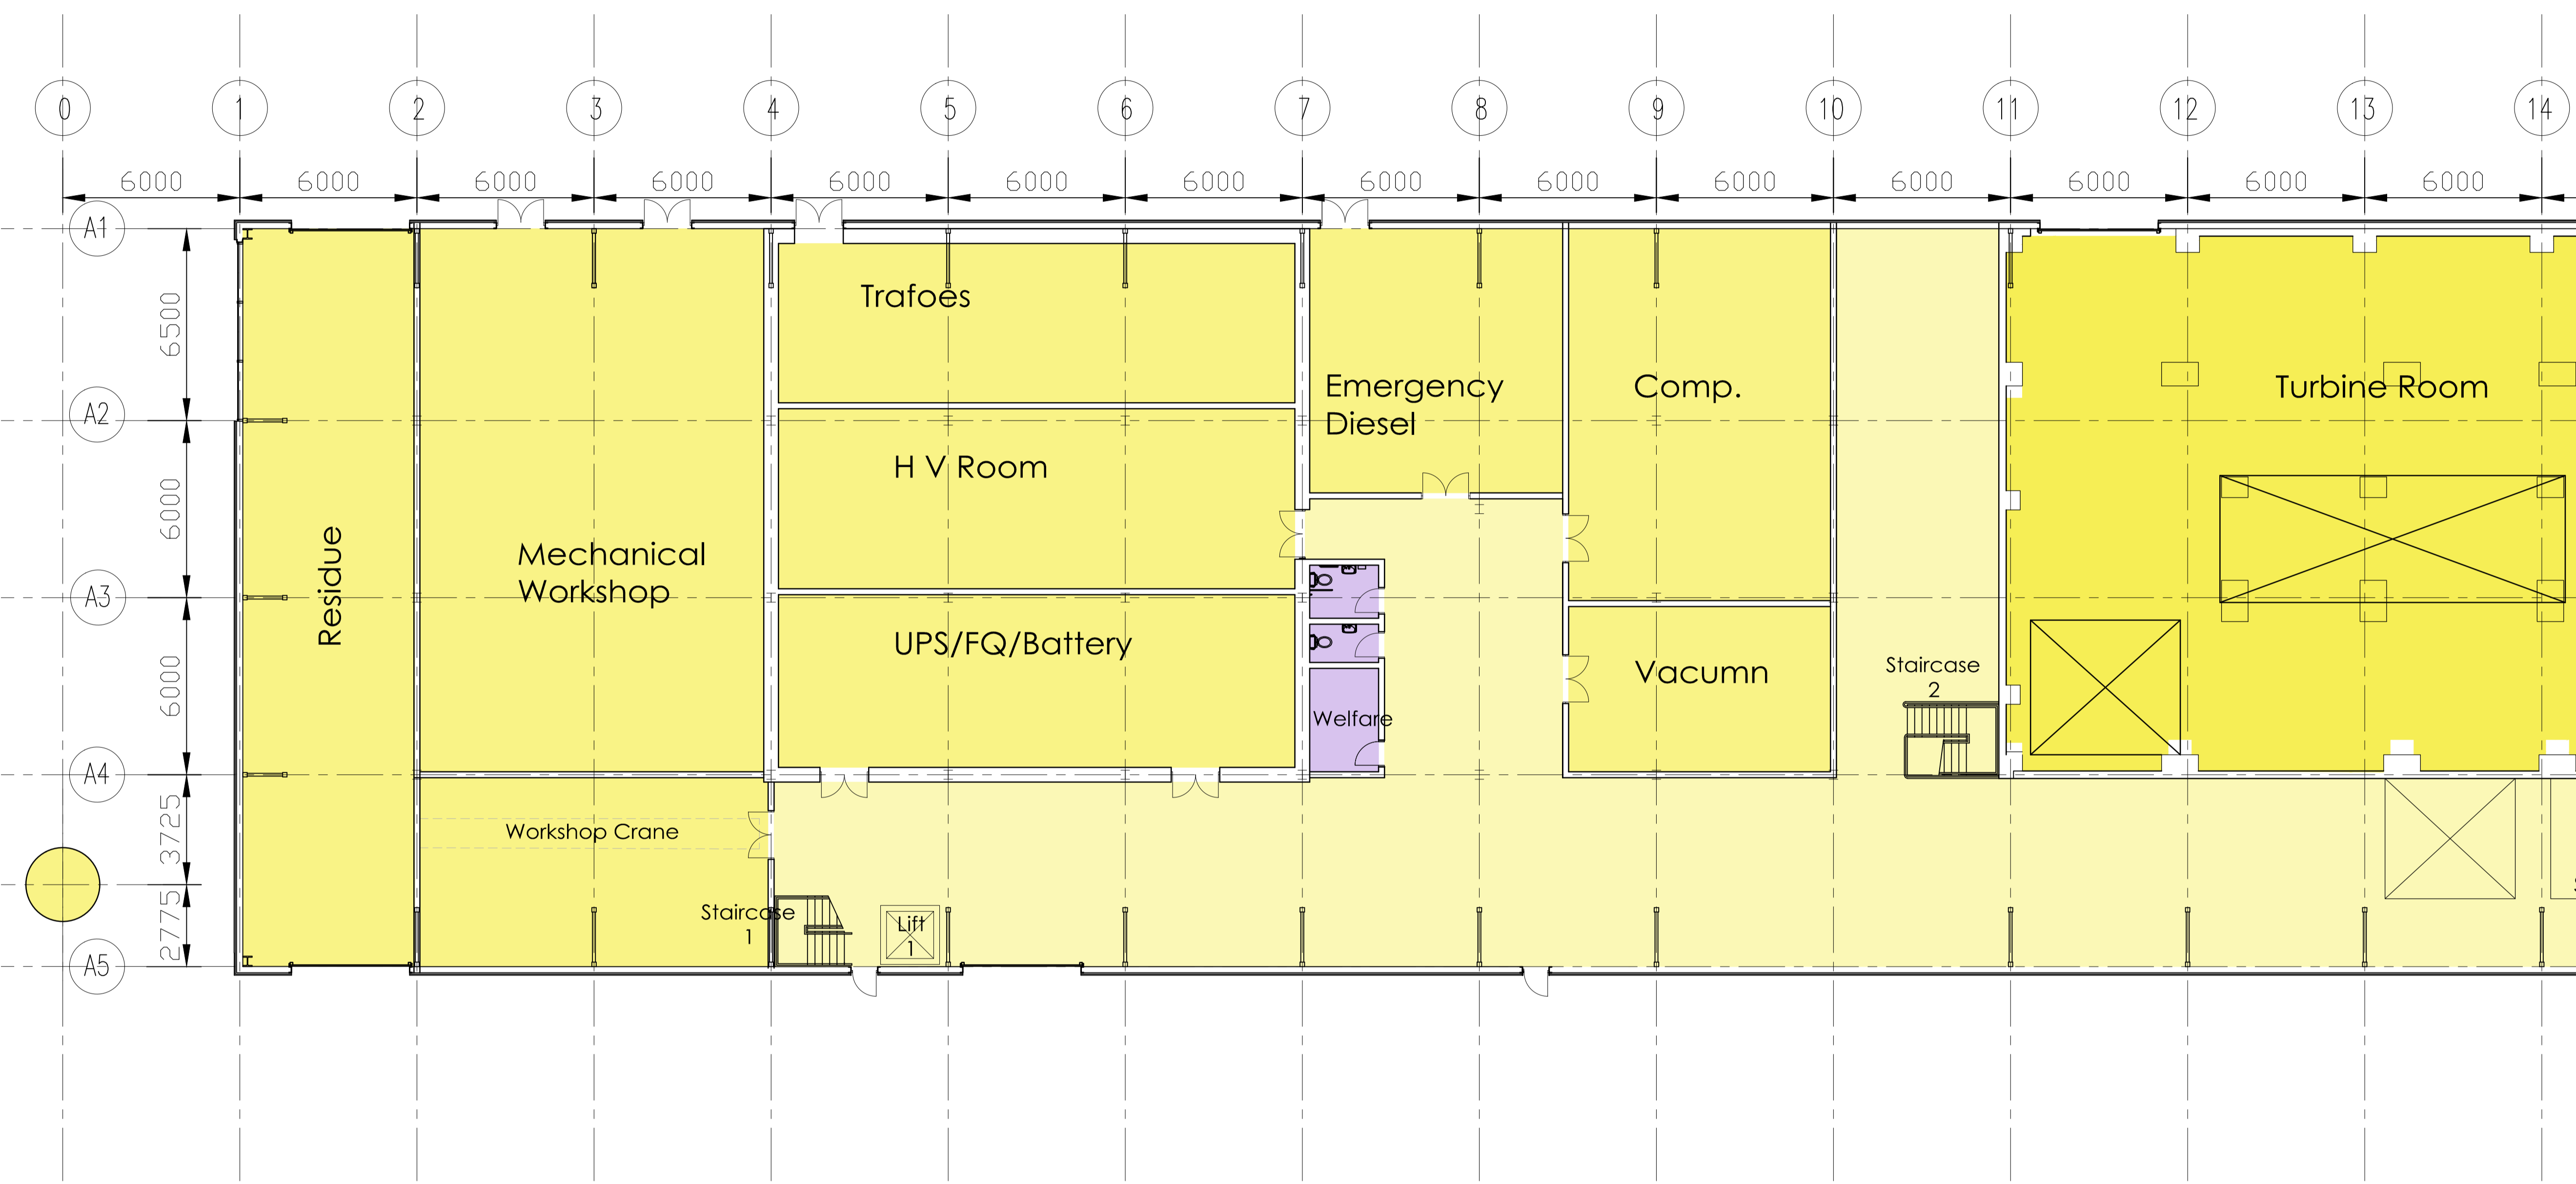 0
1
2
3
4
5
6
7
8
9
10
11
12
13
14
6000
6000
6000
6000
6000
6000
6000
6000
6000
6000
6000
6000
6000
6000
A1
A2
A3
A4
A5
6500
6000
6000
3725
2775
Residue
Mechanical
Workshop
Workshop Crane
Trafoes
H V Room
UPS/FQ/Battery
Staircase
1
Lift
1
Emergency
Diesel
Welfare
Comp.
Vacumn
Staircase
2
Turbine Room